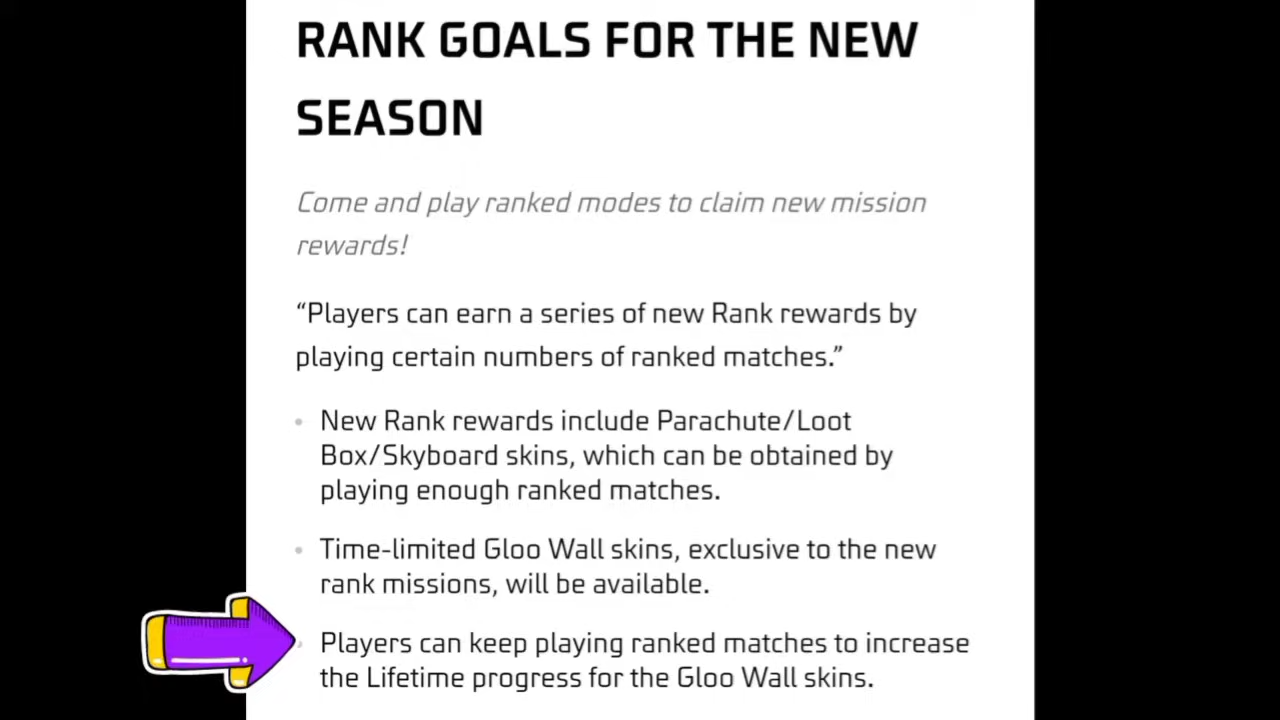 RANK GOALS FOR THE NEW
SEASON
Come and play ranked modes to claim new mission
rewards!
“Players can earn a series of new Rank rewards by
playing certain numbers of ranked matches.”
• New Rank rewards include Parachute/Loot
Box/Skyboard skins, which can be obtained by
playing enough ranked matches.
• Time-limited Gloo Wall skins, exclusive to the new
rank missions, will be available.
• Players can keep playing ranked matches to increase
the Lifetime progress for the Gloo Wall skins.